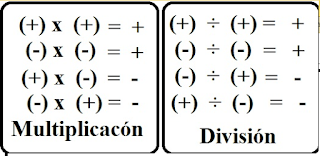 (+) x (+) = +
(-) x (-) = +
(+) x (-) = -
(-) x (+) = -
Multiplicacón
(+) ÷ (+) = +
(-) ÷ (-) = +
(-) ÷ (+) = -
(+) ÷ (-) = -
División